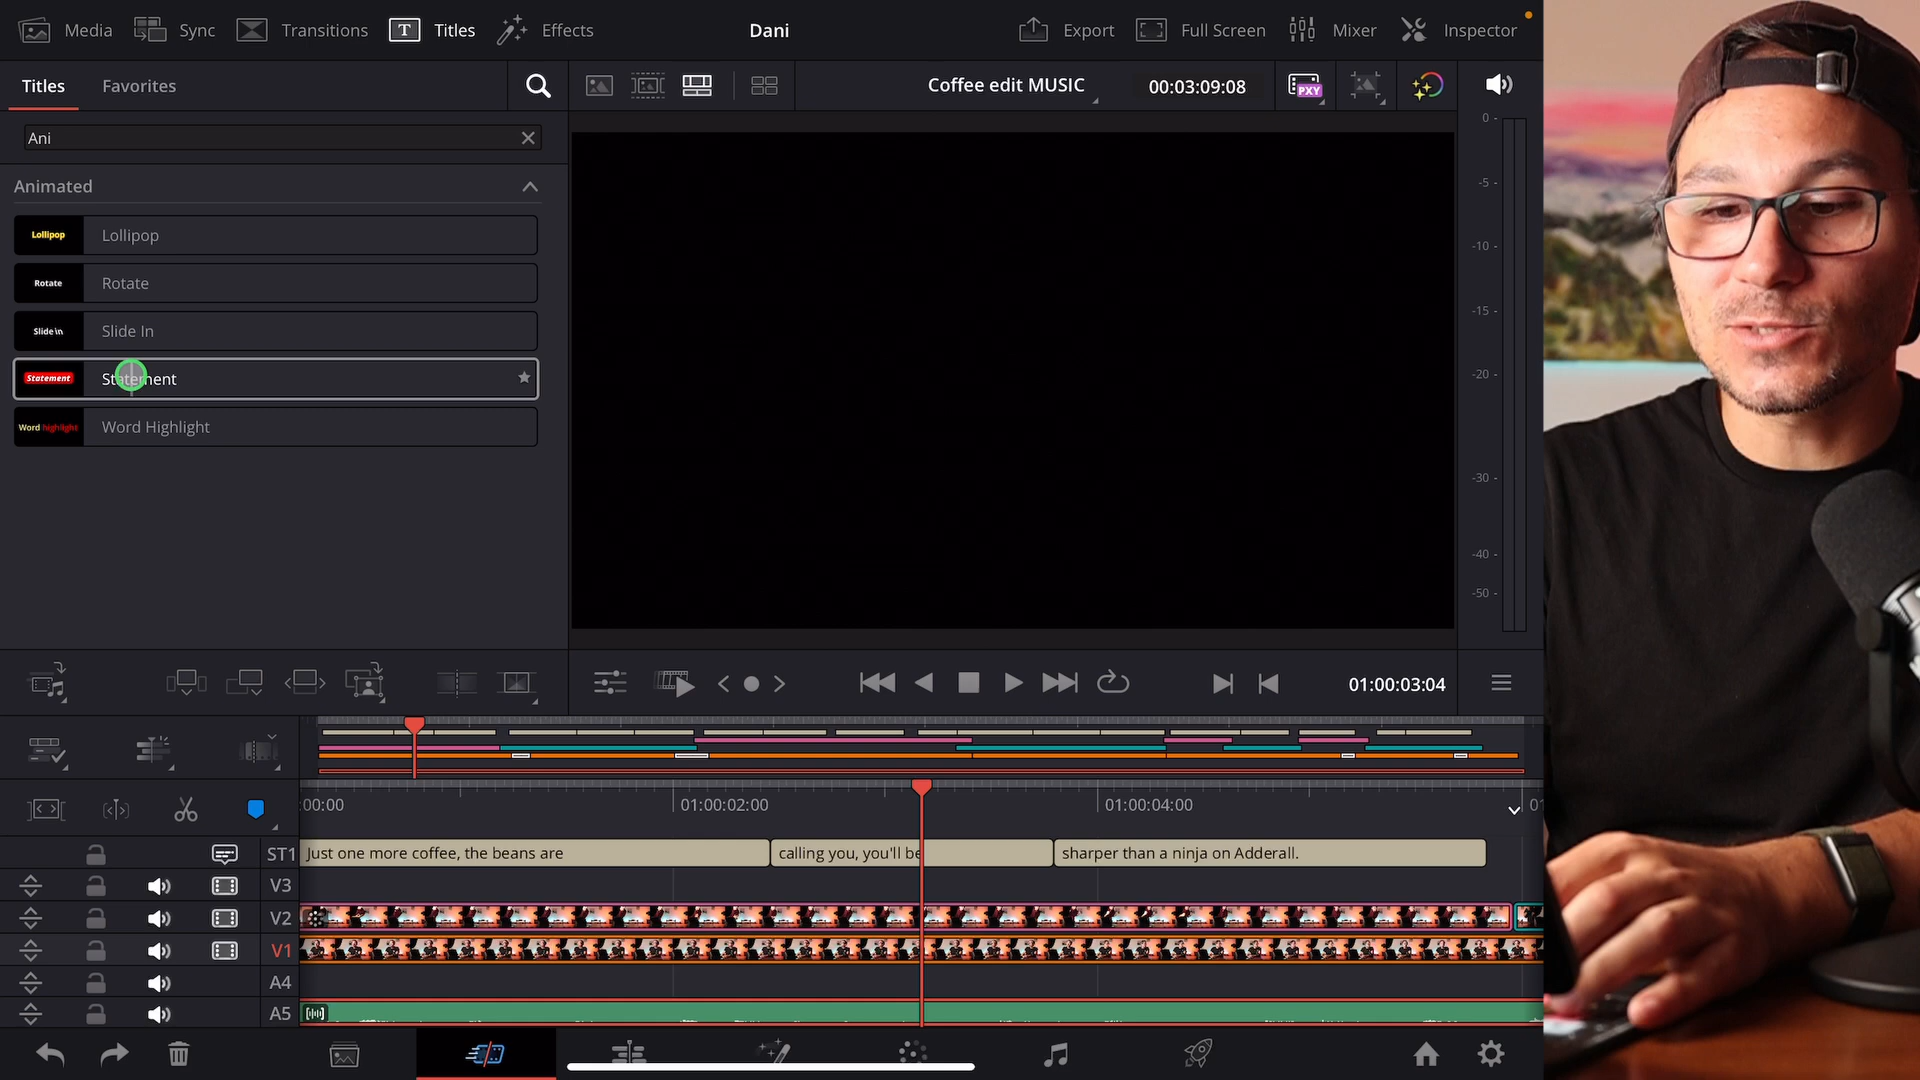 Media
Sync
Transitions
T
Titles
Effects
Dani
Export
Full Screen
Mixer
Inspector
Titles
Favorites
Coffee edit MUSIC
00:03:09:08
PXY
Ani
Animated
Lollipop
Lollipop
Rotate
Rotate
Slide in
Slide In
Statement
Statement
Word highlight
Word Highlight
0 -
-5 -
-10 -
-15 -
-20 -
-30 -
-40 -
-50 -
01:00:03:04
:00:00
01:00:02:00
01:00:04:00
ST1
Just one more coffee, the beans are
calling you, you'll be
sharper than a ninja on Adderall.
V3
V2
V1
A4
A5